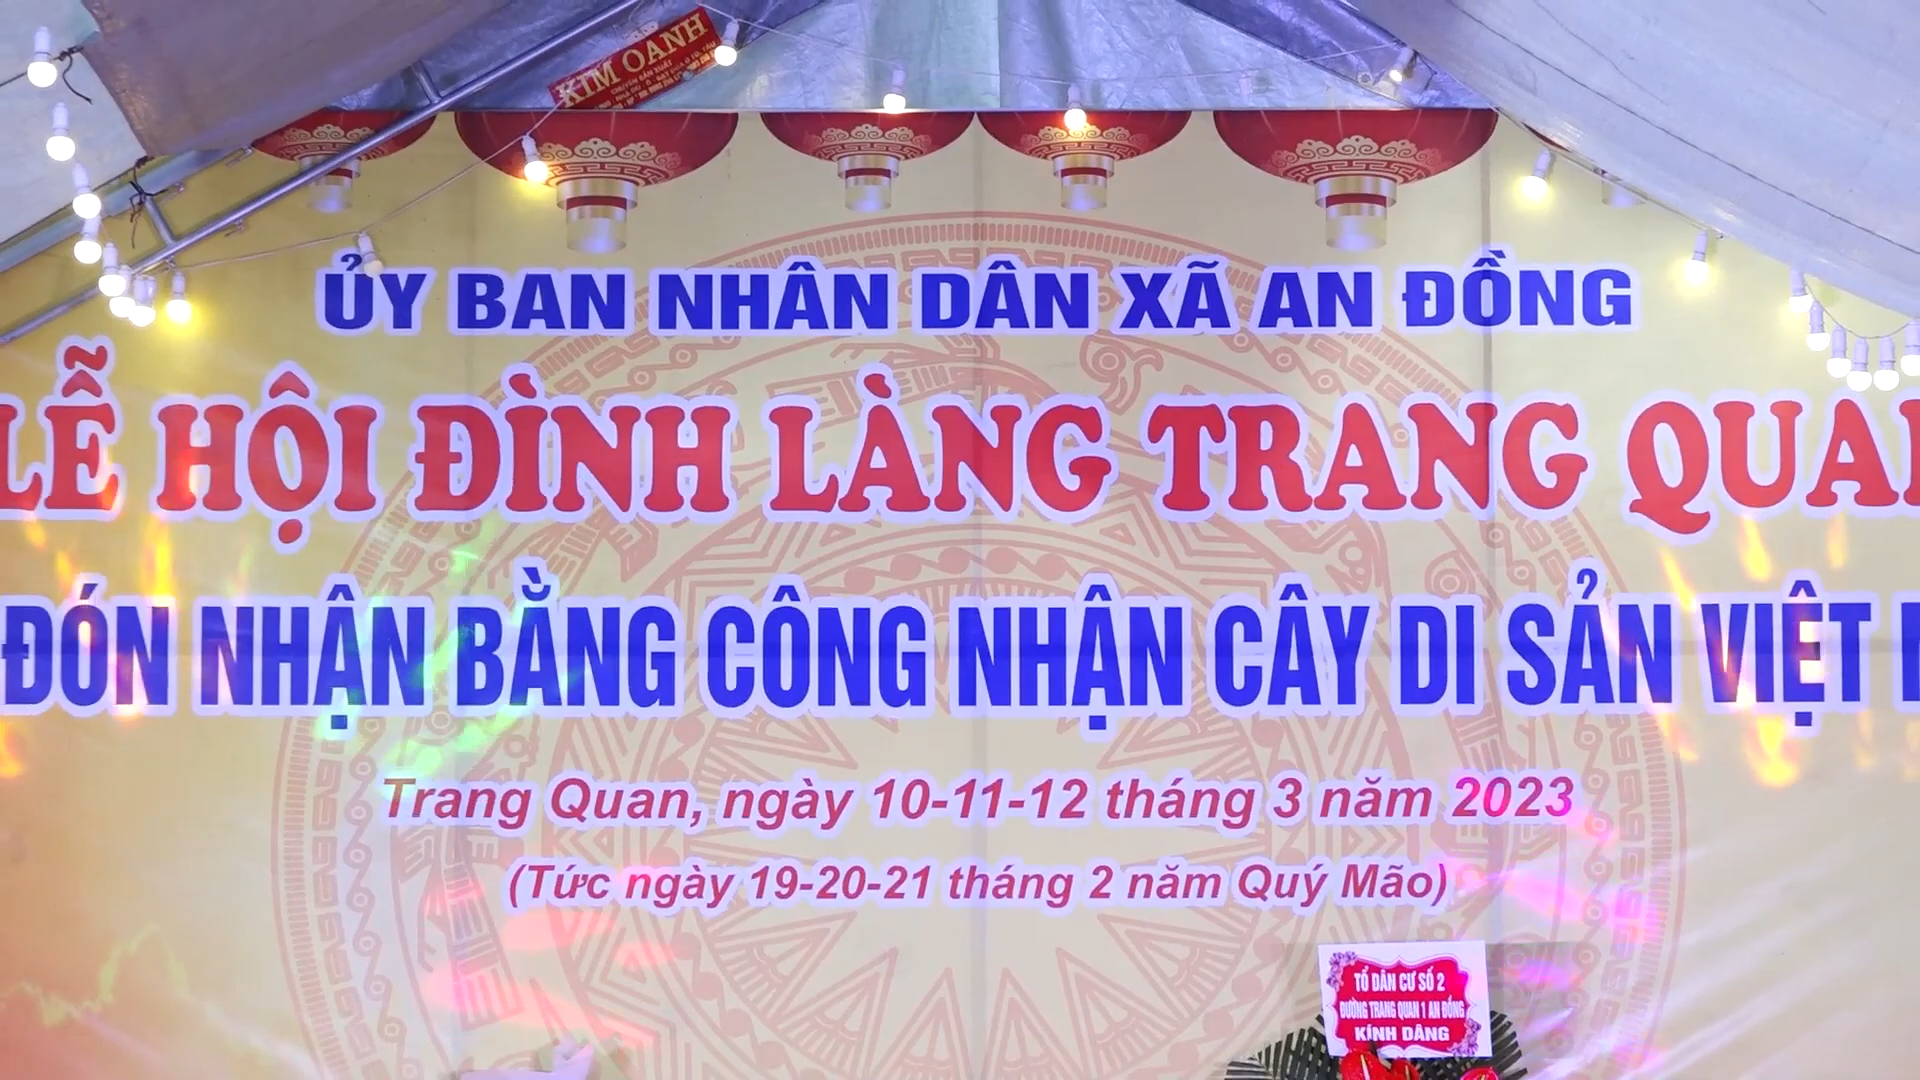 KIM OANH
CHUYÊN SẢN XUẤT
ỦY BAN NHÂN DÂN XÃ AN ĐỒNG
LỄ HỘI ĐÌNH LÀNG TRANG QUAN
ĐÓN NHẬN BẰNG CÔNG NHẬN CÂY DI SẢN VIỆT
Trang Quan, ngày 10-11-12 tháng 3 năm 2023
(Tức ngày 19-20-21 tháng 2 năm Quý Mão)
TỔ DÂN CƯ SỐ 2
ĐƯỜNG TRANG QUAN 1 AN ĐỒNG
KÍNH DÂNG